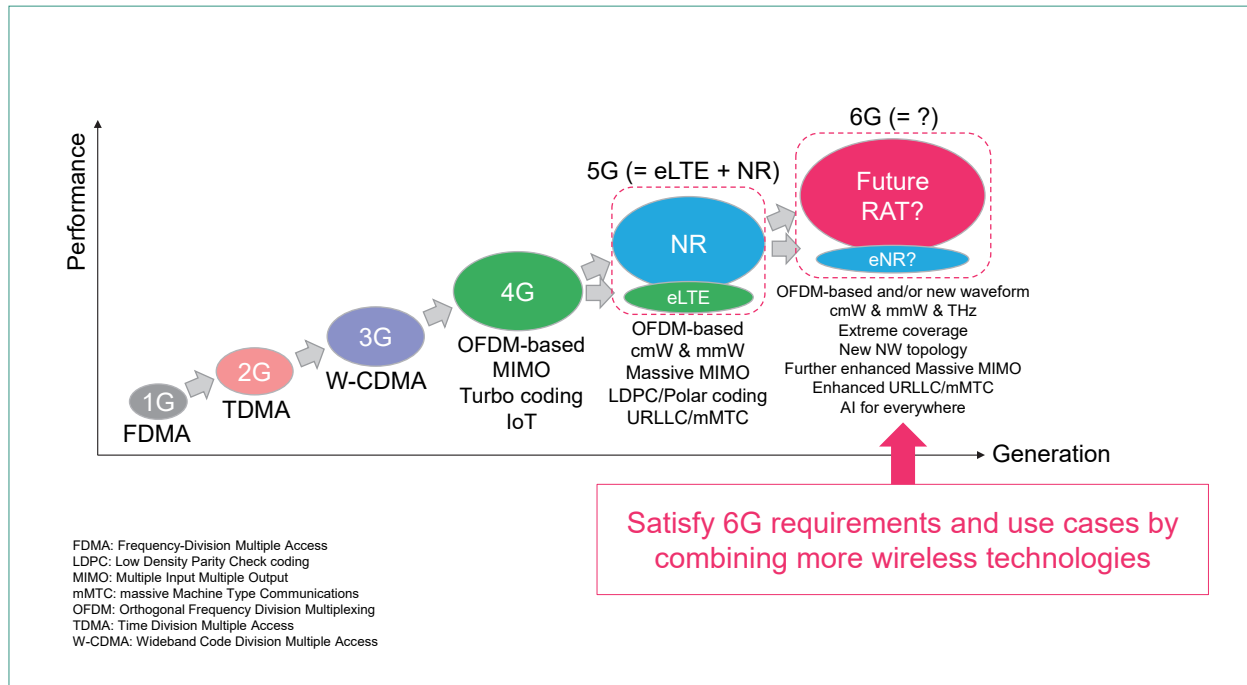 6G (= ?)
5G (= eLTE + NR)
Performance
Future
RAT?
eNR?
NR
eLTE
4G
3G
2G
1G
OFDM-based and/or new waveform
cmW & mmW & THz
Extreme coverage
New NW topology
Further enhanced Massive MIMO
Enhanced URLLC/mMTC
AI for everywhere
OFDM-based
cmW & mmW
Massive MIMO
LDPC/Polar coding
URLLC/mMTC
OFDM-based
MIMO
Turbo coding
IoT
W-CDMA
TDMA
FDMA
Generation
Satisfy 6G requirements and use cases by
combining more wireless technologies
FDMA: Frequency-Division Multiple Access
LDPC: Low Density Parity Check coding
MIMO: Multiple Input Multiple Output
mMTC: massive Machine Type Communications
OFDM: Orthogonal Frequency Division Multiplexing
TDMA: Time Division Multiple Access
W-CDMA: Wideband Code Division Multiple Access